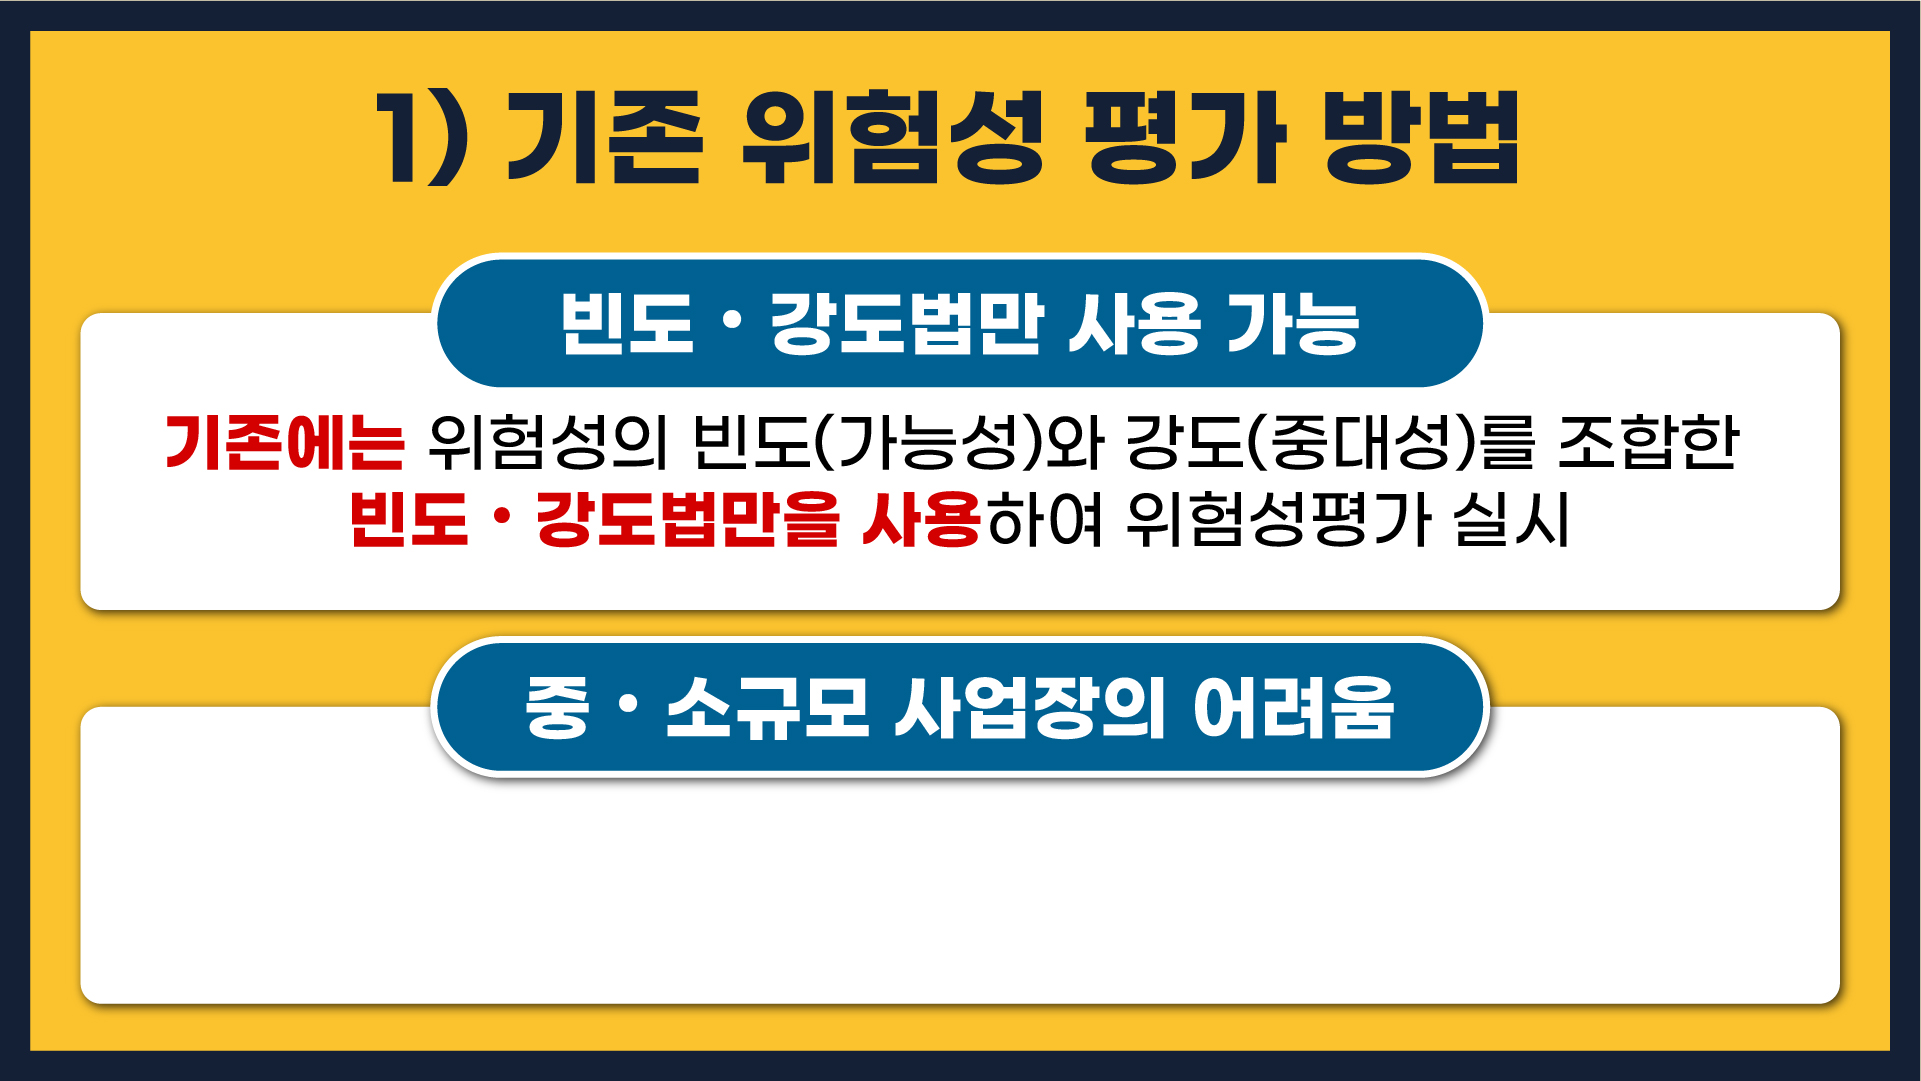 1) 기존 위험성 평가 방법
빈도・강도법만 사용 가능
기존에는 위험성의 빈도(가능성)와 강도(중대성)를 조합한
빈도・강도법만을 사용하여 위험성평가 실시
중・소규모 사업장의 어려움